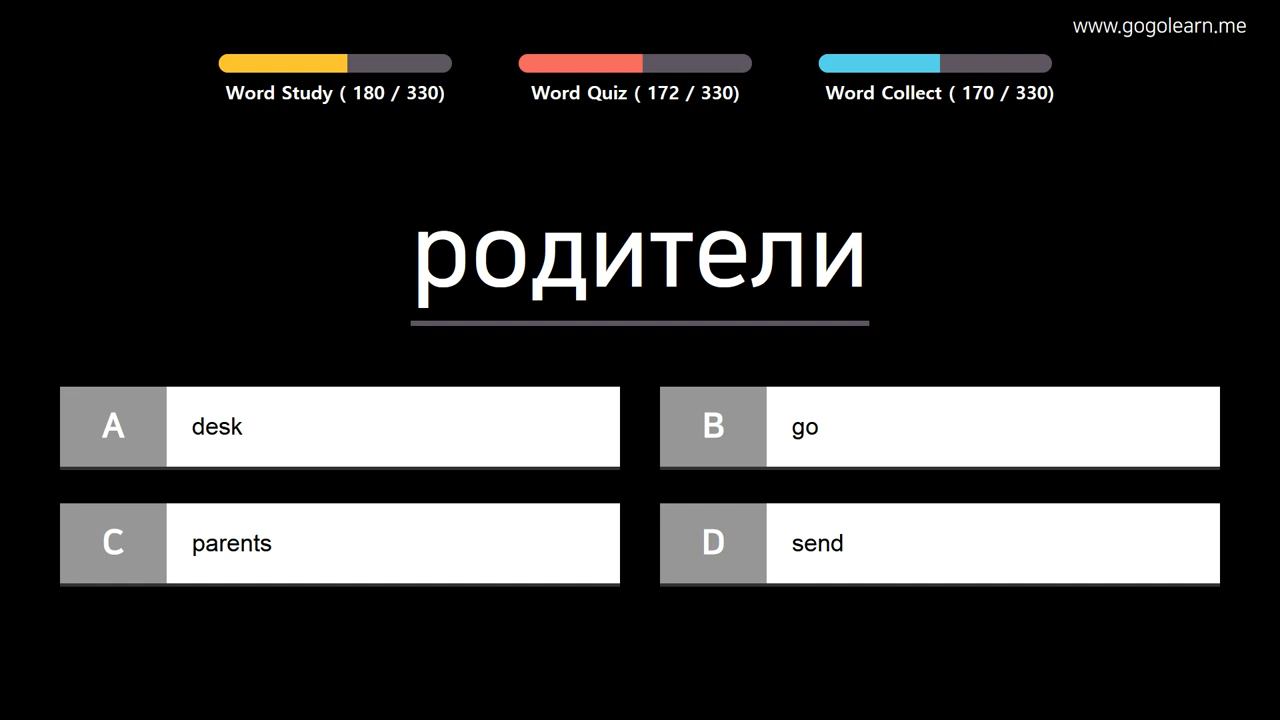 www.gogolearn.me
Word Study ( 180 / 330)
Word Quiz ( 172 / 330)
Word Collect ( 170 / 330)
родители
A desk
B go
C parents
D send